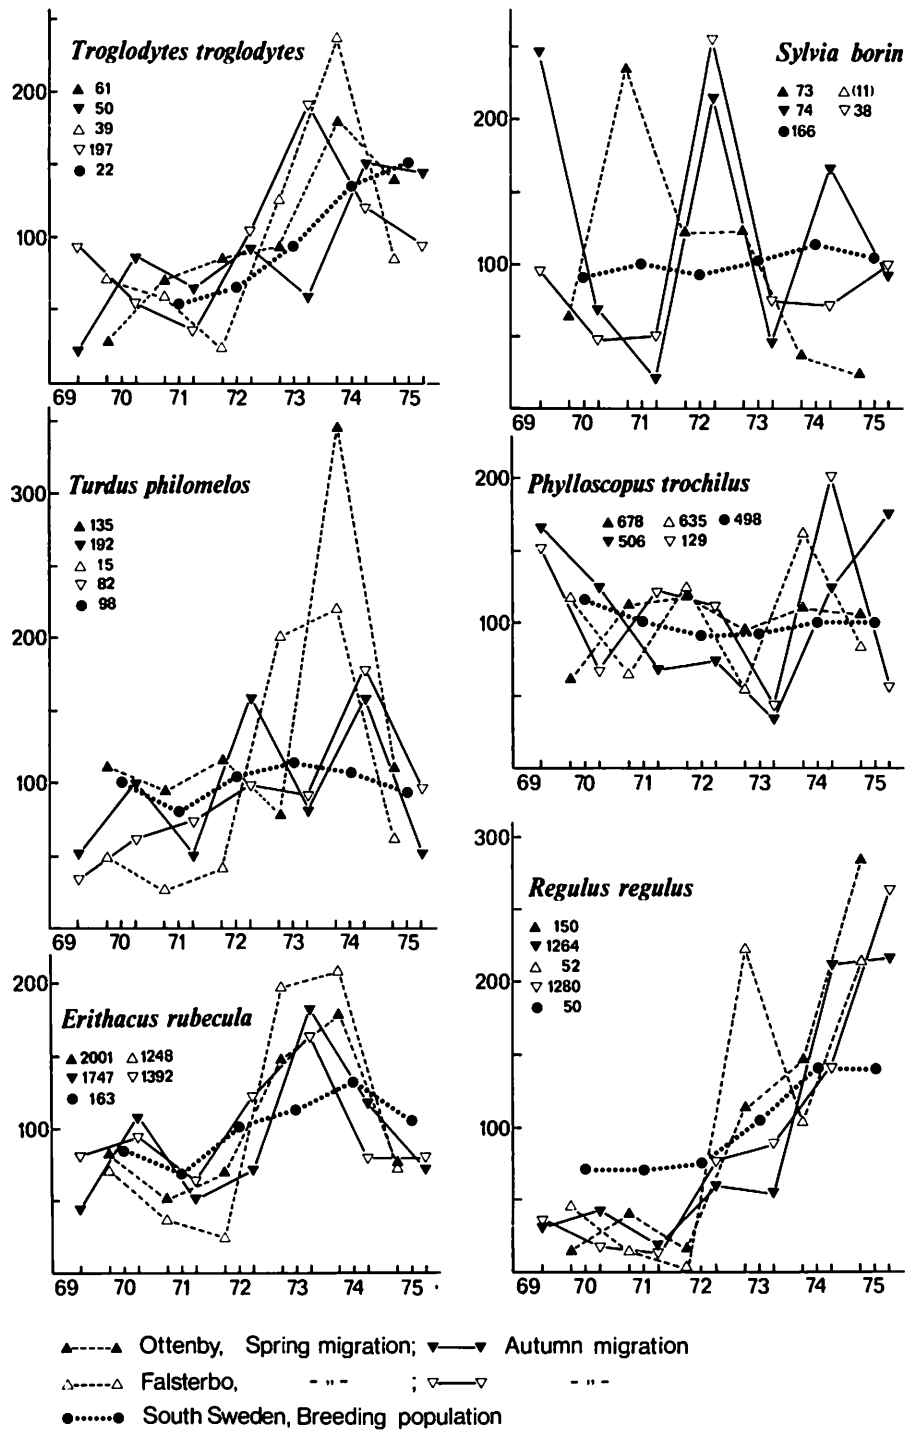 Troglodytes troglodytes
▲ 61
▼ 50
△ 39
▽ 197
● 22
200
100
69 70 71 72 73 74 75
Sylvia borin
▲ 73 △ (11)
▼ 74 ▽ 38
● 166
200
100
69 70 71 72 73 74 75
Turdus philomelos
▲ 135
▼ 192
△ 15
▽ 82
● 98
300
200
100
69 70 71 72 73 74 75
Phylloscopus trochilus
▲ 678 △ 635 ● 498
▼ 506 ▽ 129
200
100
69 70 71 72 73 74 75
Erithacus rubecula
▲ 2001 △ 1248
▼ 1747 ▽ 1392
● 163
200
100
69 70 71 72 73 74 75
Regulus regulus
▲ 150
▼ 1264
△ 52
▽ 1280
● 50
300
200
100
69 70 71 72 73 74 75
▲-----▲ Ottenby, Spring migration; ▼—▼ Autumn migration
△-----△ Falsterbo, - " - ; ▽—▽ - " -
●·····● South Sweden, Breeding population